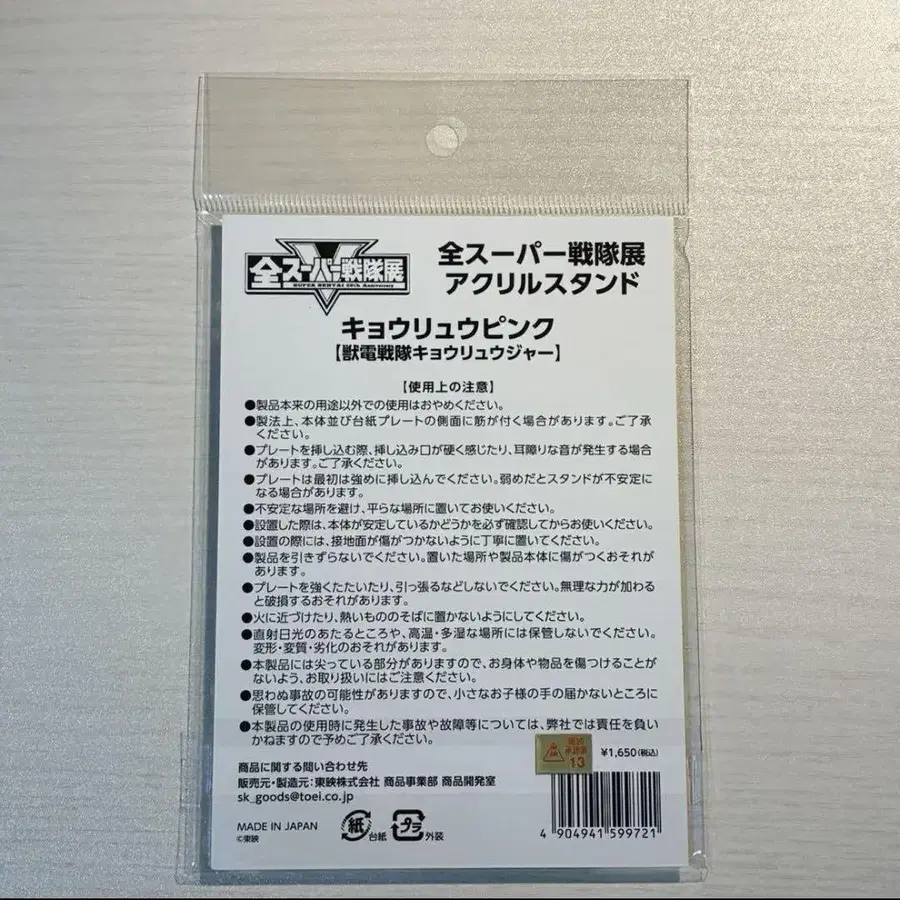 全スーパー戦隊展
SUPER SENTAI 50th Anniversary
全スーパー戦隊展
アクリルスタンド
キョウリュウピンク
【獣電戦隊キョウリュウジャー】
【使用上の注意】
●製品本来の用途以外での使用はおやめください。
●製法上、本体並び台紙プレートの側面に筋が付く場合があります。ご了承
ください。
●プレートを挿し込む際、挿し込み口が硬く感じたり、耳障りな音が発生する場合
があります。ご了承ください。
●プレートは最初は強めに挿し込んでください。弱めだとスタンドが不安定に
なる場合があります。
●不安定な場所を避け、平らな場所に置いてお使いください。
●設置した際は、本体が安定しているかどうかを必ず確認してからお使いください。
●設置の際には、接地面が傷がつかないように丁寧に置いてください。
●製品を引きずらないでください。置いた場所や製品本体に傷がつくおそれが
あります。
●プレートを強くたたいたり、引っ張るなどしないでください。無理な力が加わる
と破損するおそれがあります。
●火に近づけたり、熱いもののそばに置かないようにしてください。
●直射日光のあたるところや、高温・多湿な場所には保管しないでください。
変形・変質・劣化のおそれがあります。
●本製品には尖っている部分がありますので、お身体や物品を傷つけることが
ないよう、お取り扱いにはご注意ください。
●思わぬ事故の可能性がありますので、小さなお子様の手の届かないところに
保管してください。
●本製品の使用時に発生した事故や故障等については、弊社では責任を負い
かねますので予めご了承ください。
13
¥1,650(税込)
商品に関する問い合わせ先
販売元・製造元：東映株式会社 商品事業部 商品開発室
sk_goods@toei.co.jp
MADE IN JAPAN
©東映
紙 台紙
プラ 外装
4 904941 599721